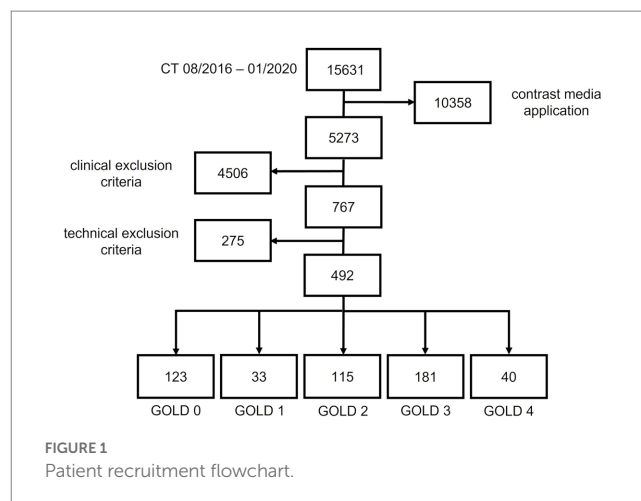 CT 08/2016 – 01/2020
15631
10358
contrast media
application
5273
clinical exclusion
criteria
4506
767
technical exclusion
criteria
275
492
123
33
115
181
40
GOLD 0
GOLD 1
GOLD 2
GOLD 3
GOLD 4
FIGURE 1
Patient recruitment flowchart.